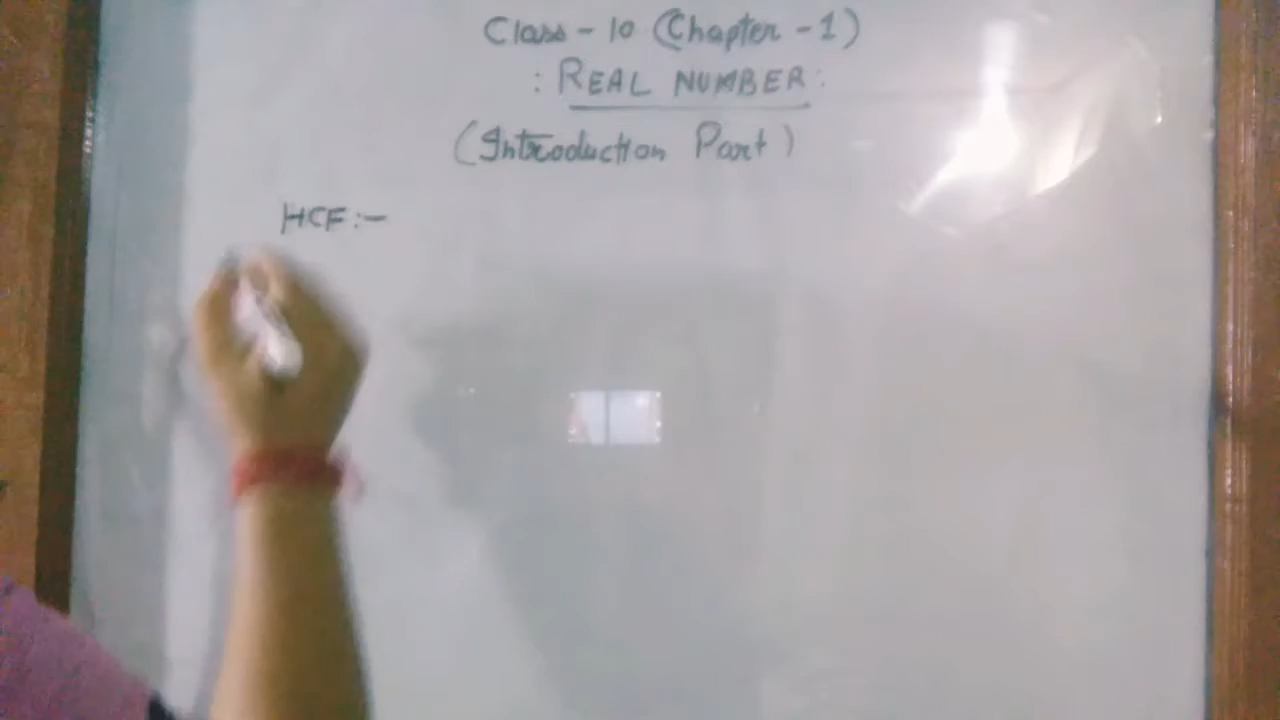 Class - 10 (Chapter - 1)
: REAL NUMBER :
(Introduction Part)
HCF :-